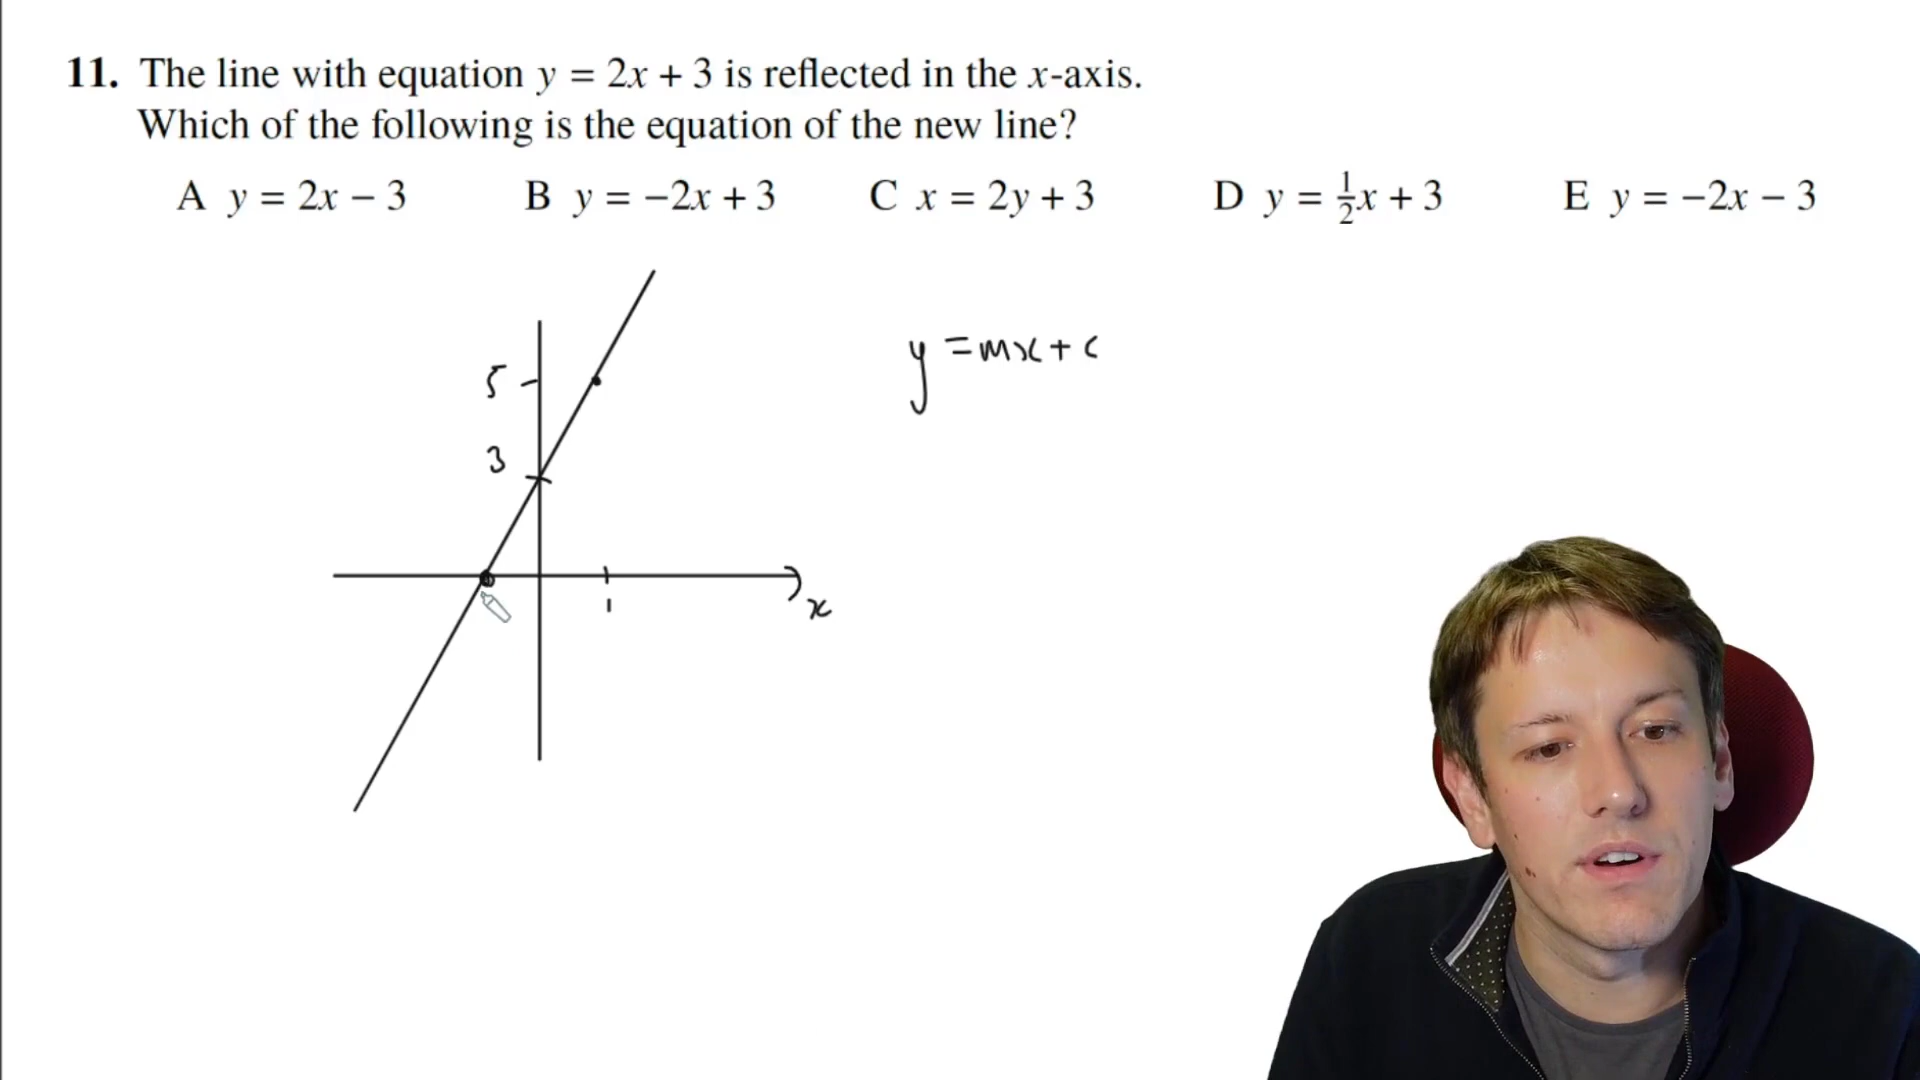 11. The line with equation y = 2x + 3 is reflected in the x-axis.
Which of the following is the equation of the new line?
A y = 2x − 3 B y = −2x + 3 C x = 2y + 3 D y = ½x + 3 E y = −2x − 3
y = mx + c
5
3
1
x